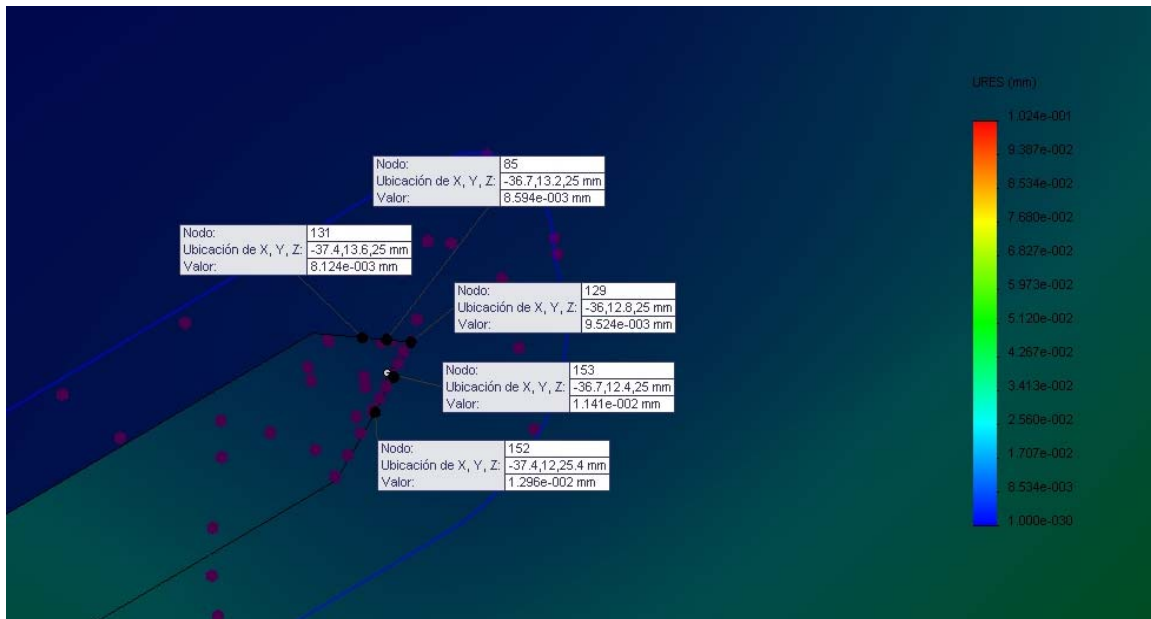 URES (mm)
1.024e-001
9.387e-002
8.534e-002
7.680e-002
6.827e-002
5.973e-002
5.120e-002
4.267e-002
3.413e-002
2.560e-002
1.707e-002
8.534e-003
1.000e-030
Nodo: 85
Ubicación de X, Y, Z: -36.7,13.2,25 mm
Valor: 8.594e-003 mm
Nodo: 131
Ubicación de X, Y, Z: -37.4,13.6,25 mm
Valor: 8.124e-003 mm
Nodo: 129
Ubicación de X, Y, Z: -36,12.8,25 mm
Valor: 9.524e-003 mm
Nodo: 153
Ubicación de X, Y, Z: -36.7,12.4,25 mm
Valor: 1.141e-002 mm
Nodo: 152
Ubicación de X, Y, Z: -37.4,12,25.4 mm
Valor: 1.296e-002 mm